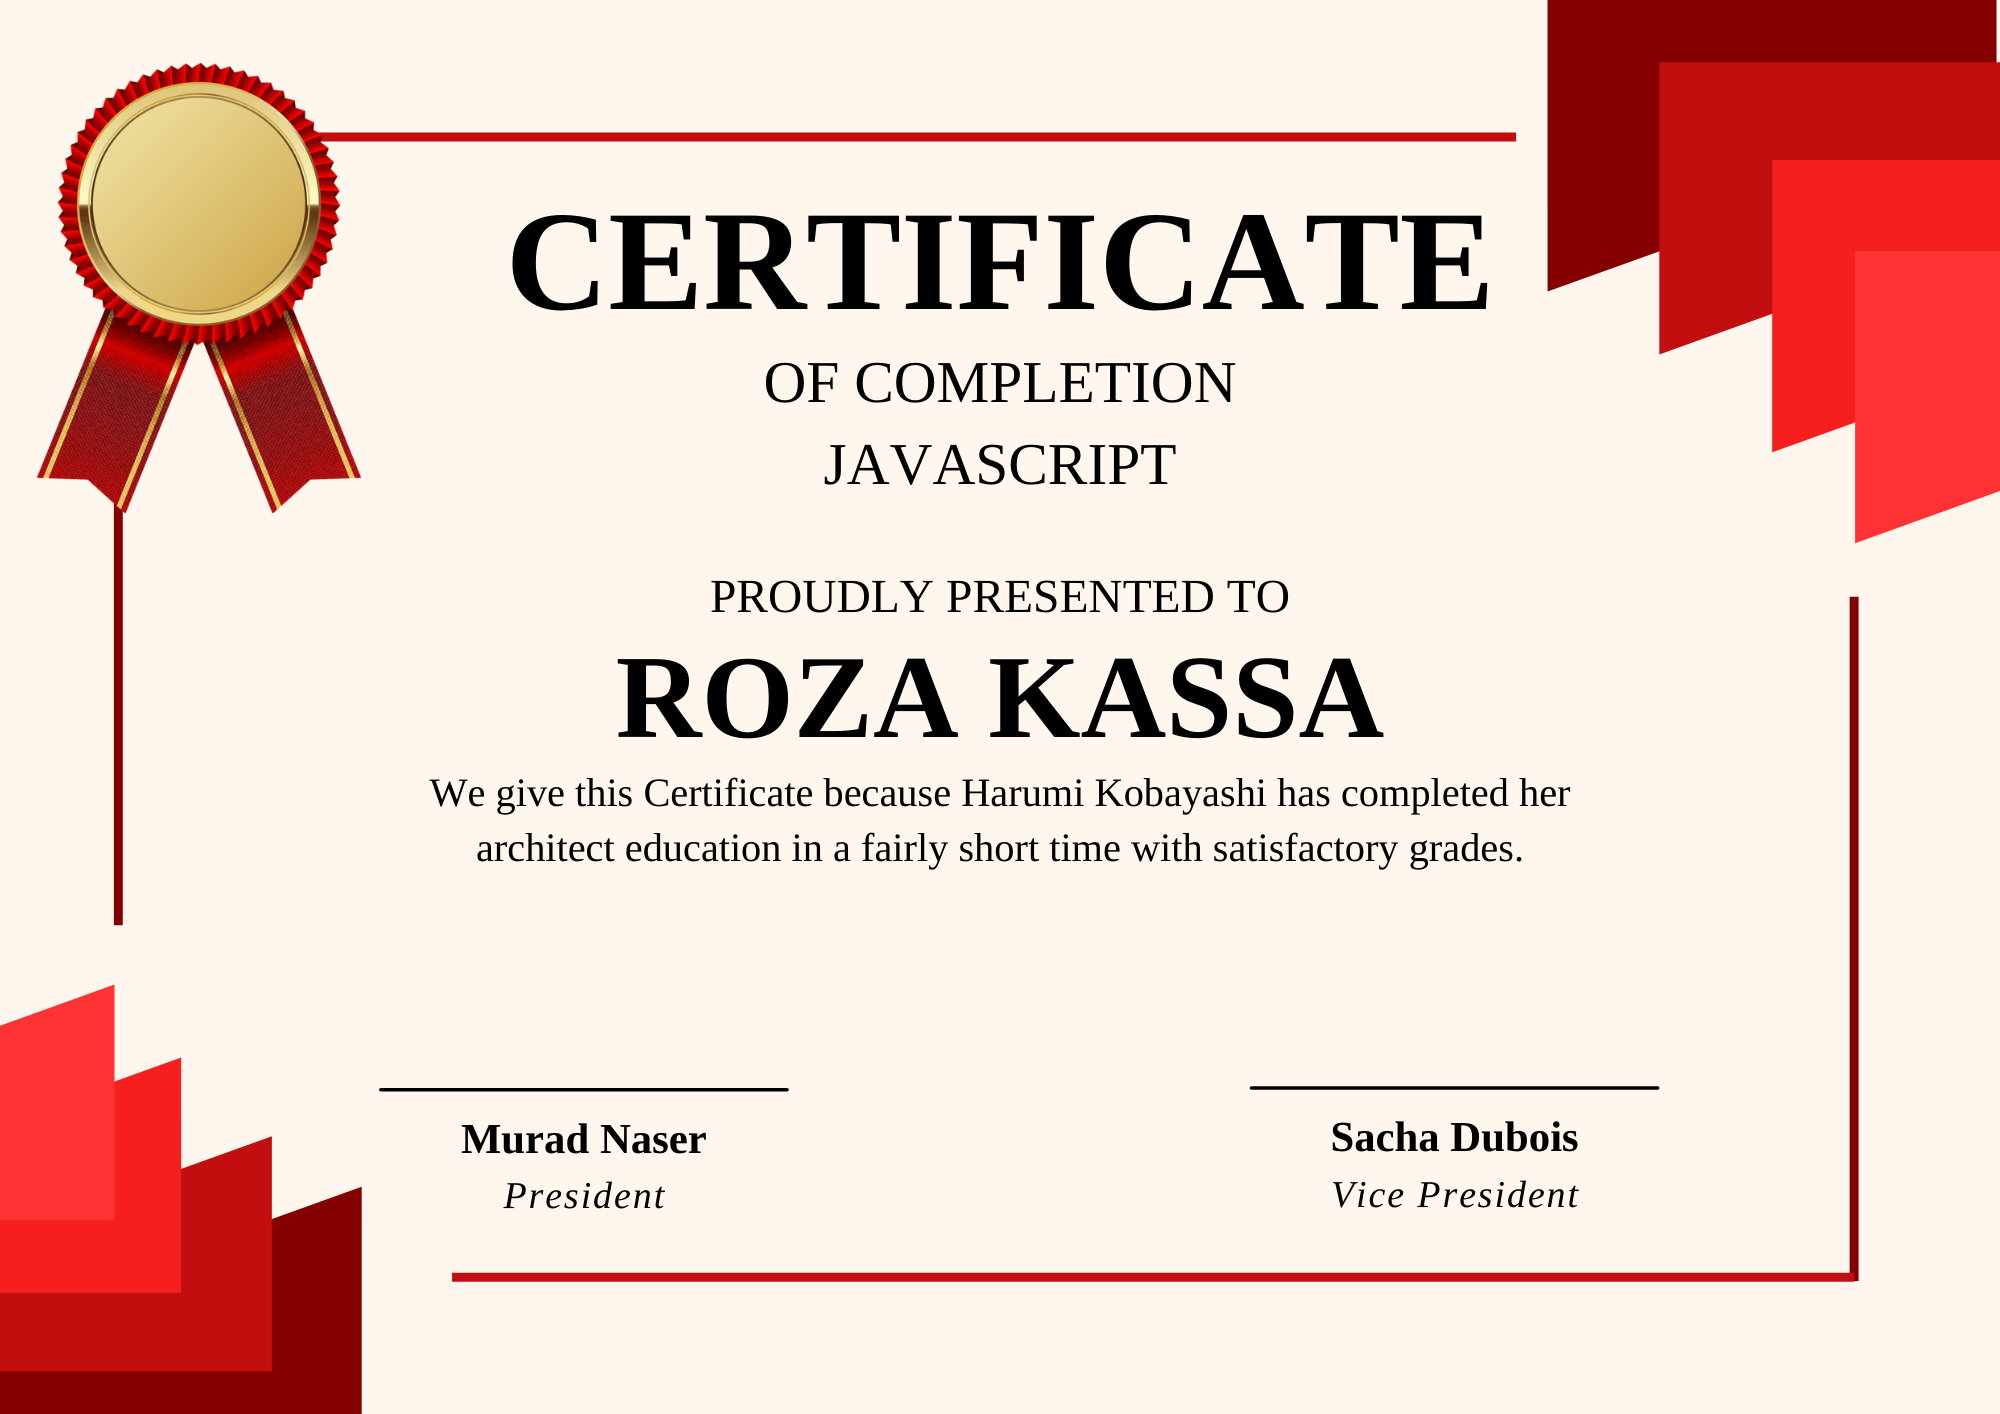 CERTIFICATE
OF COMPLETION
JAVASCRIPT
PROUDLY PRESENTED TO
ROZA KASSA
We give this Certificate because Harumi Kobayashi has completed her
architect education in a fairly short time with satisfactory grades.
Murad Naser
President
Sacha Dubois
Vice President